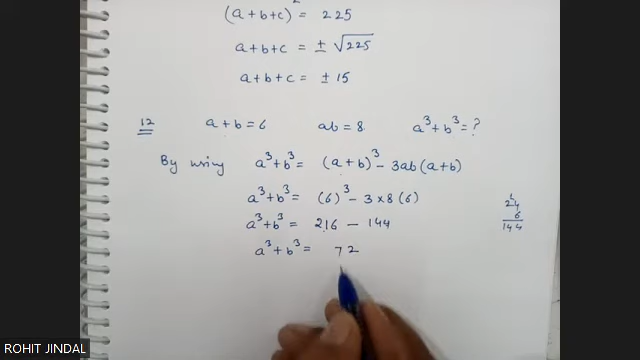 (a+b+c)² = 225
a+b+c = ± √225
a+b+c = ± 15
12 a+b=6 ab=8 a³+b³=?
By using a³+b³= (a+b)³ - 3ab(a+b)
a³+b³= (6)³ - 3×8(6)
a³+b³= 216 - 144
a³+b³= 72
2
24
6
144
ROHIT JINDAL